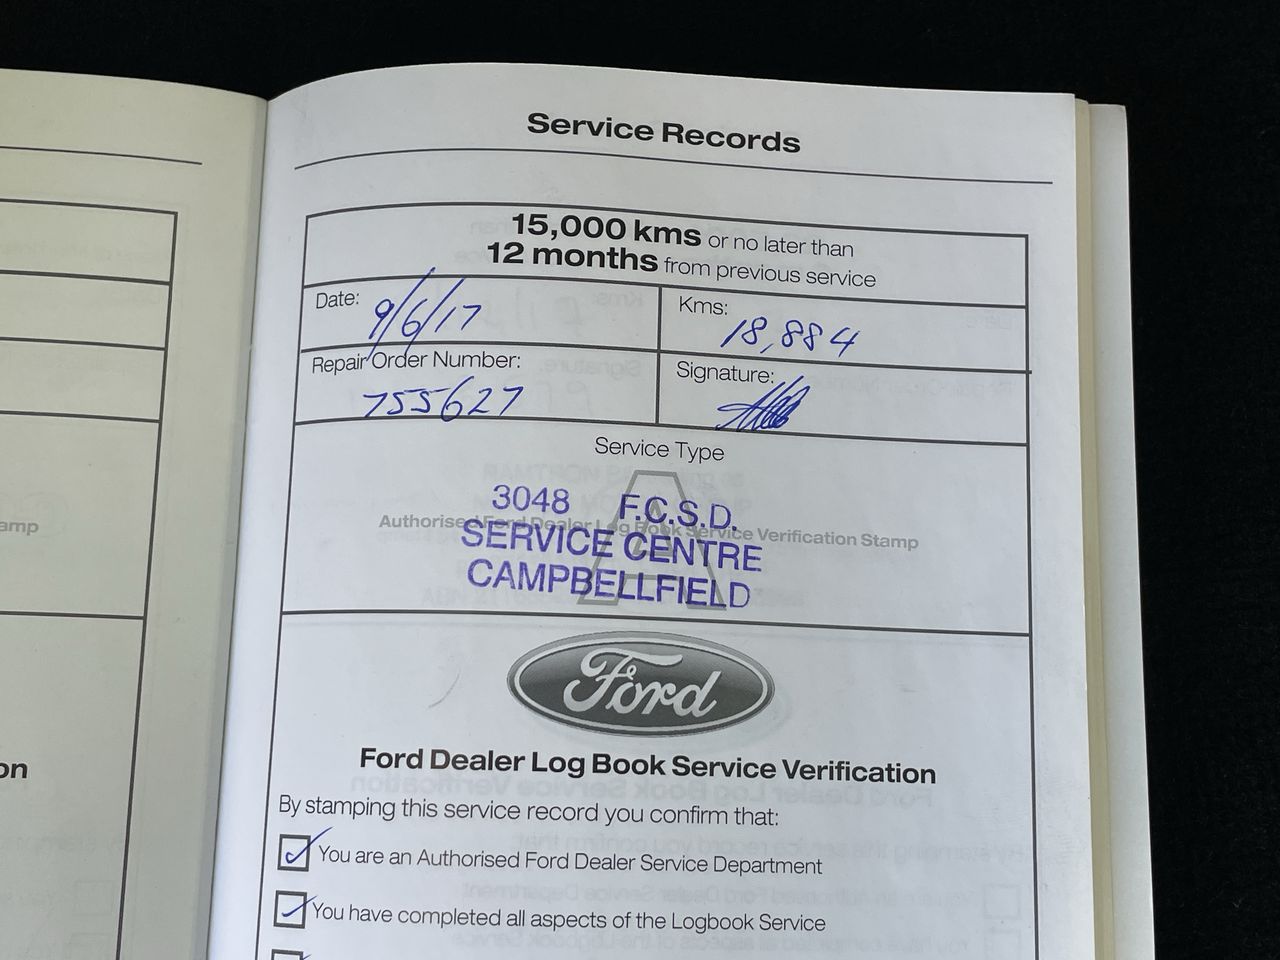 Service Records
15,000 kms or no later than
12 months from previous service
Date: 9/6/17
Kms: 18,884
Repair Order Number: 755627
Signature:
Service Type
A
Authorised Ford Dealer Log Book Service Verification Stamp
3048 F.C.S.D.
SERVICE CENTRE
CAMPBELLFIELD
Ford
Ford Dealer Log Book Service Verification
By stamping this service record you confirm that:
You are an Authorised Ford Dealer Service Department
You have completed all aspects of the Logbook Service
amp
on